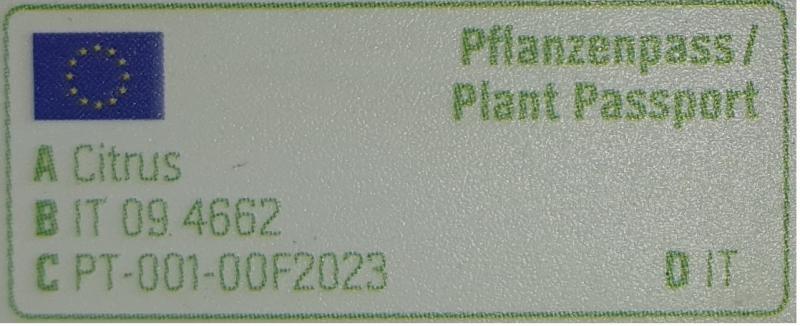 Pflanzenpass /
Plant Passport
A Citrus
B IT 09 4662
C PT-001-00F2023
D IT